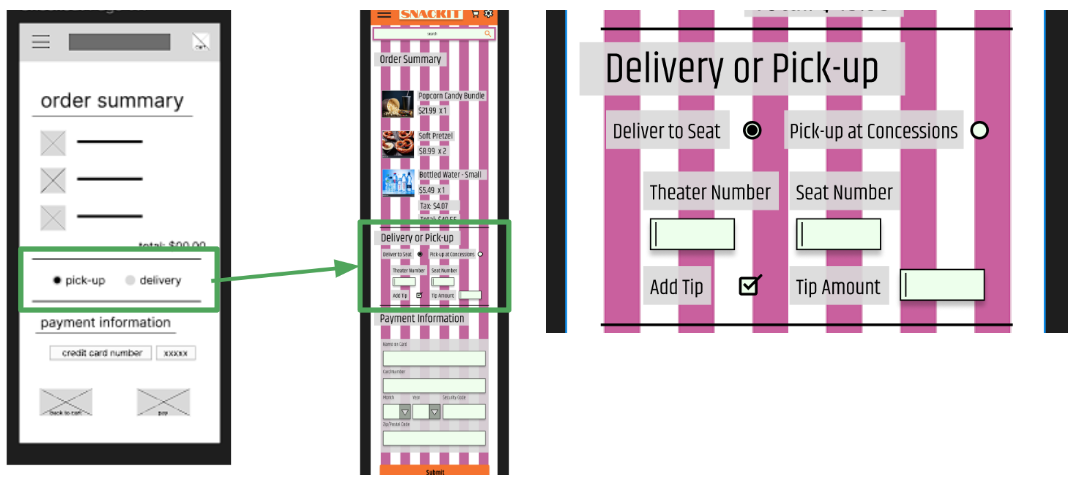 order summary
total: $00.00
pick-up
delivery
payment information
credit card number
xxxxx
back to cart
pay
SNACKIT
search
Order Summary
Popcorn Candy Bundle
$21.99 x 1
Soft Pretzel
$8.99 x 2
Bottled Water - Small
$5.49 x 1
Tax: $4.07
Delivery or Pick-up
Deliver to Seat
Pick-up at Concessions
Theater Number
Seat Number
Add Tip
Tip Amount
Payment Information
Name on Card
Card Number
Month
Year
Security Code
Zip/Postal Code
Submit
Delivery or Pick-up
Deliver to Seat
Pick-up at Concessions
Theater Number
Seat Number
Add Tip
Tip Amount